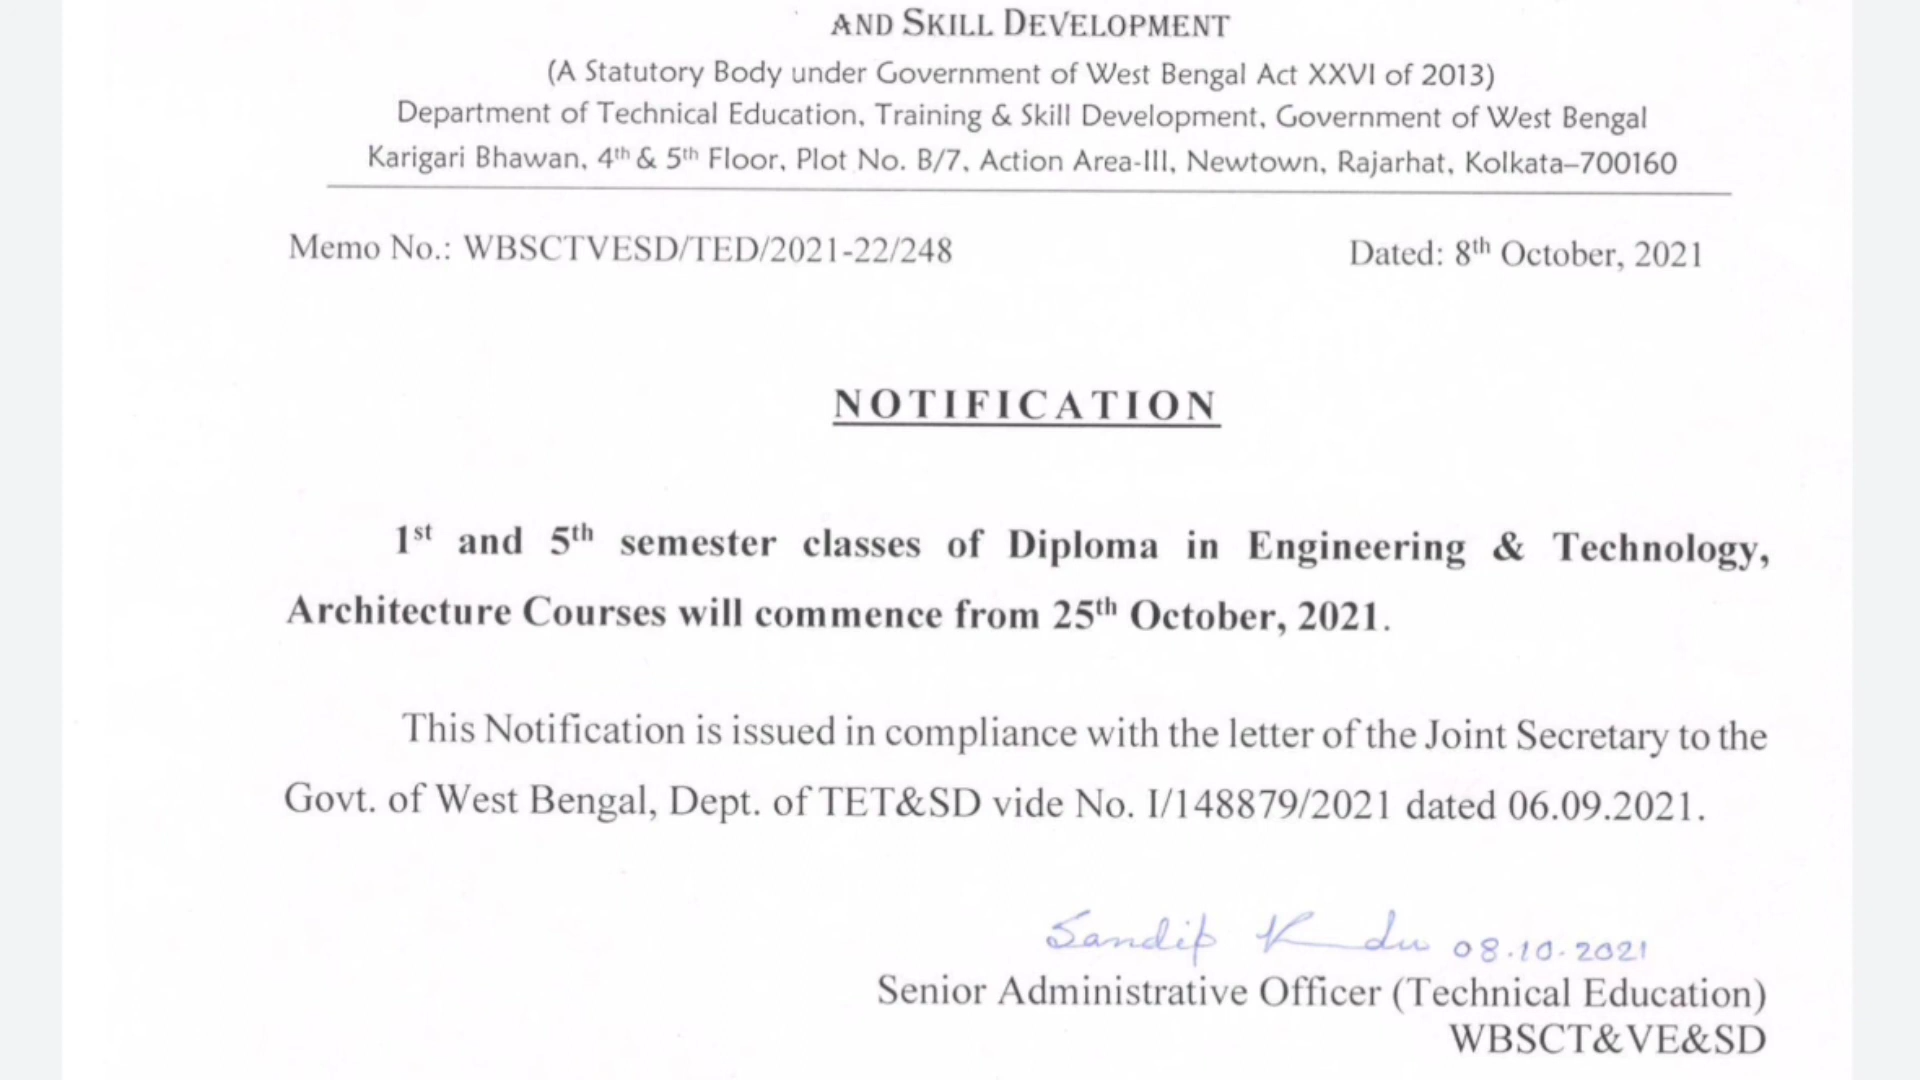 AND SKILL DEVELOPMENT
(A Statutory Body under Government of West Bengal Act XXVI of 2013)
Department of Technical Education, Training & Skill Development, Government of West Bengal
Karigari Bhawan, 4th & 5th Floor, Plot No. B/7, Action Area-III, Newtown, Rajarhat, Kolkata–700160
Memo No.: WBSCTVESD/TED/2021-22/248 Dated: 8th October, 2021
NOTIFICATION
1st and 5th semester classes of Diploma in Engineering & Technology,
Architecture Courses will commence from 25th October, 2021.
This Notification is issued in compliance with the letter of the Joint Secretary to the
Govt. of West Bengal, Dept. of TET&SD vide No. I/148879/2021 dated 06.09.2021.
Sandip 08.10.2021
Senior Administrative Officer (Technical Education)
WBSCT&VE&SD